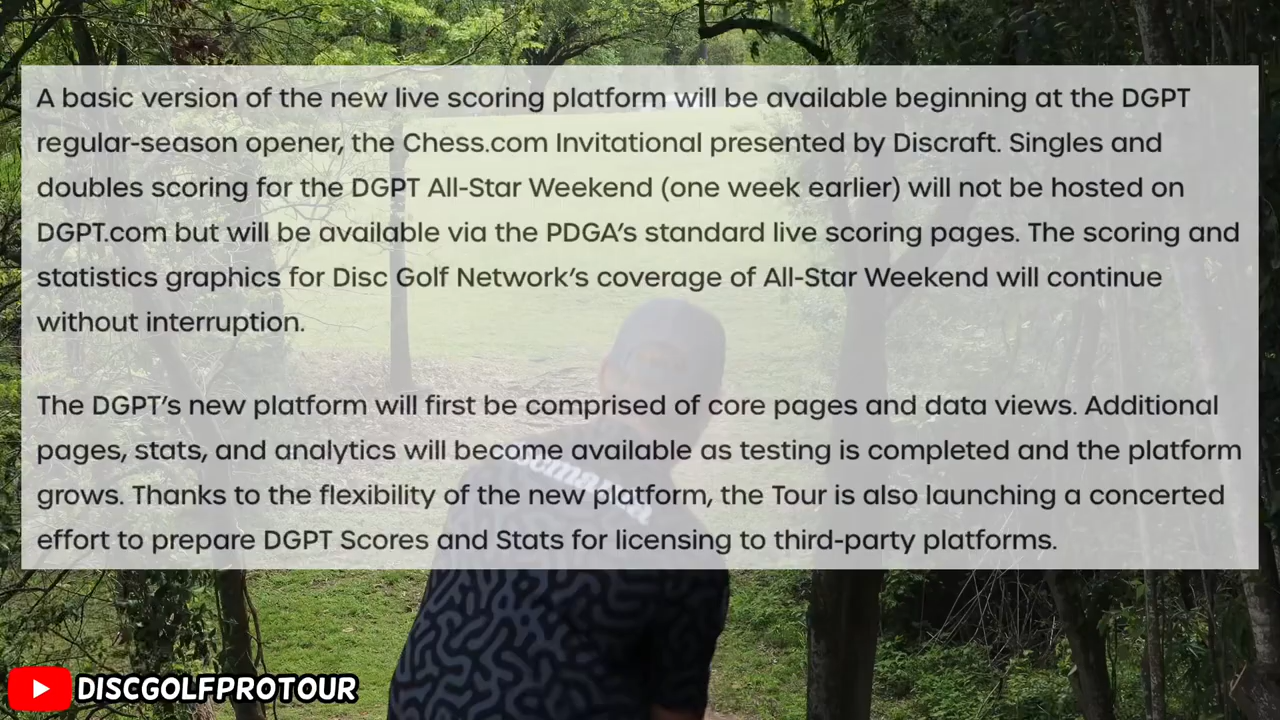 A basic version of the new live scoring platform will be available beginning at the DGPT
regular-season opener, the Chess.com Invitational presented by Discraft. Singles and
doubles scoring for the DGPT All-Star Weekend (one week earlier) will not be hosted on
DGPT.com but will be available via the PDGA’s standard live scoring pages. The scoring and
statistics graphics for Disc Golf Network’s coverage of All-Star Weekend will continue
without interruption.
The DGPT’s new platform will first be comprised of core pages and data views. Additional
pages, stats, and analytics will become available as testing is completed and the platform
grows. Thanks to the flexibility of the new platform, the Tour is also launching a concerted
effort to prepare DGPT Scores and Stats for licensing to third-party platforms.
DISCGOLFPROTOUR